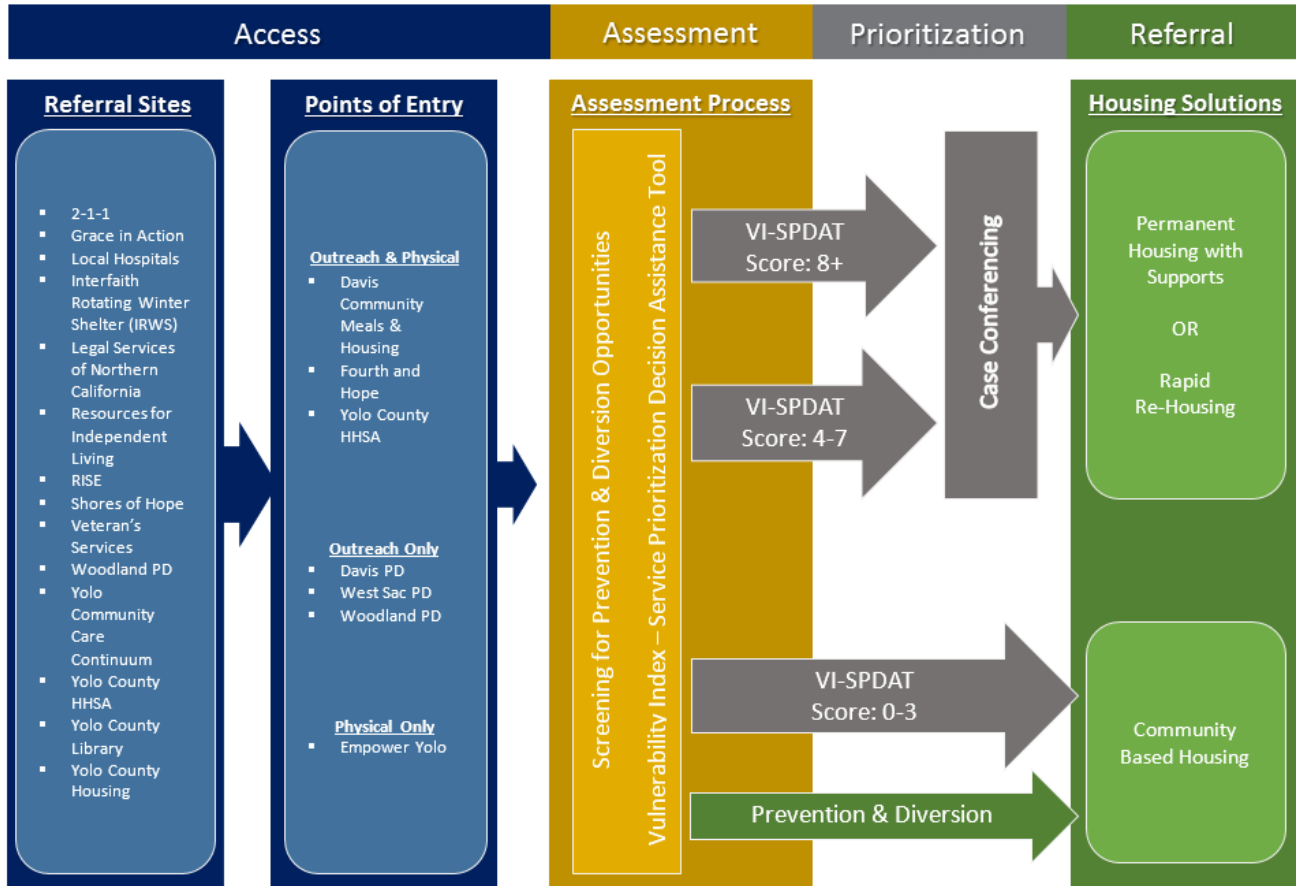 Access
Assessment
Prioritization
Referral
Referral Sites
▪ 2-1-1
▪ Grace in Action
▪ Local Hospitals
▪ Interfaith
Rotating Winter
Shelter (IRWS)
▪ Legal Services
of Northern
California
▪ Resources for
Independent
Living
▪ RISE
▪ Shores of Hope
▪ Veteran's
Services
▪ Woodland PD
▪ Yolo
Community
Care
Continuum
▪ Yolo County
HHSA
▪ Yolo County
Library
▪ Yolo County
Housing
Points of Entry
Outreach & Physical
▪ Davis
Community
Meals &
Housing
▪ Fourth and
Hope
▪ Yolo County
HHSA
Outreach Only
▪ Davis PD
▪ West Sac PD
▪ Woodland PD
Physical Only
▪ Empower Yolo
Assessment Process
Screening for Prevention & Diversion Opportunities
Vulnerability Index – Service Prioritization Decision Assistance Tool
VI-SPDAT
Score: 8+
VI-SPDAT
Score: 4-7
Case Conferencing
VI-SPDAT
Score: 0-3
Prevention & Diversion
Housing Solutions
Permanent
Housing with
Supports
OR
Rapid
Re-Housing
Community
Based Housing